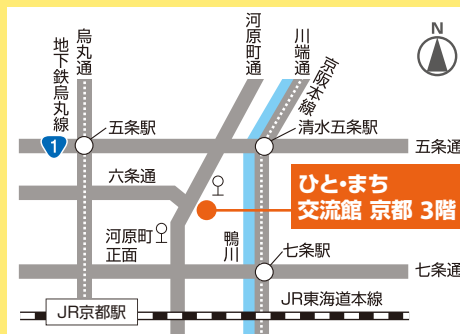 N
烏丸通
地下鉄烏丸線
河原町通
川端通
京阪本線
1
五条駅
清水五条駅
五条通
六条通
ひと・まち
交流館 京都 3階
河原町
正面
鴨川
七条駅
七条通
JR東海道本線
JR京都駅